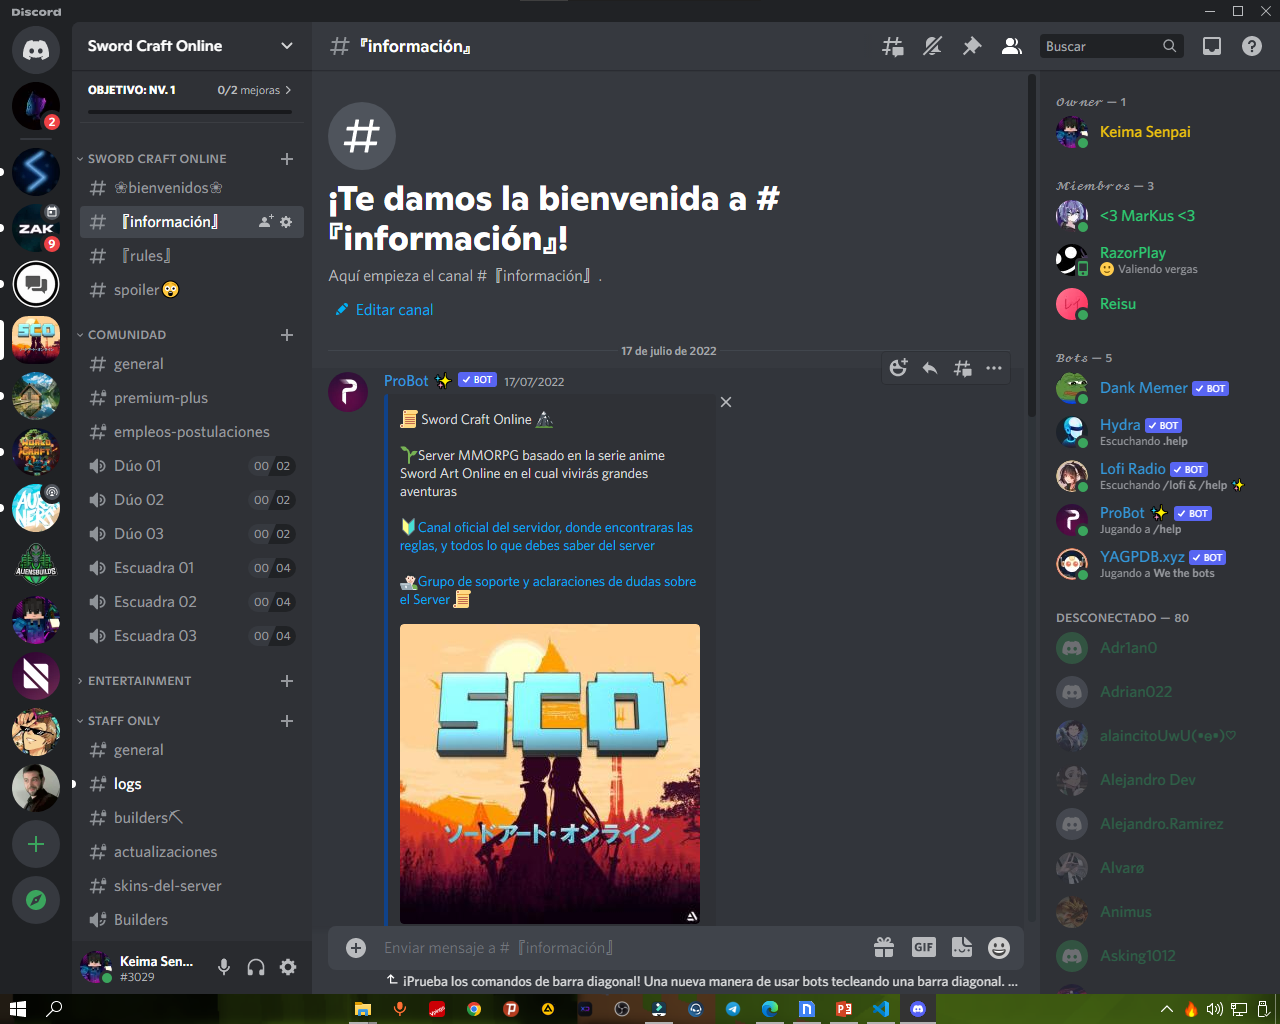 Discord
Sword Craft Online
OBJETIVO: NV. 1
0/2 mejoras
SWORD CRAFT ONLINE
❀bienvenidos❀
『información』
『rules』
spoiler😲
COMUNIDAD
general
premium-plus
empleos-postulaciones
Dúo 01
00 02
Dúo 02
00 02
Dúo 03
00 02
Escuadra 01
00 04
Escuadra 02
00 04
Escuadra 03
00 04
ENTERTAINMENT
STAFF ONLY
general
logs
builders⛏
actualizaciones
skins-del-server
Builders
Keima Sen...
#3029
2
ZAK
9
SCO
ALIENSBUILDS
# 『información』
Buscar
¡Te damos la bienvenida a #
『información』!
Aquí empieza el canal # 『información』 .
Editar canal
17 de julio de 2022
ProBot ✨ ✔ BOT 17/07/2022
📜Sword Craft Online
🌱Server MMORPG basado en la serie anime
Sword Art Online en el cual vivirás grandes
aventuras
🔰Canal oficial del servidor, donde encontraras las
reglas, y todos lo que debes saber del server
Grupo de soporte y aclaraciones de dudas sobre
el Server 📜
SCO
ソードアート・オンライン
Enviar mensaje a # 『información』
GIF
¡Prueba los comandos de barra diagonal! Una nueva manera de usar bots tecleando una barra diagonal. ...
𝓞𝔀𝓷𝓮𝓻 — 1
Keima Senpai
𝓜𝓲𝓮𝓶𝓫𝓻𝓸𝓼 — 3
<3 MarKus <3
RazorPlay
🙂 Valiendo vergas
Reisu
𝓑𝓸𝓽𝓼 — 5
Dank Memer ✔ BOT
Hydra ✔ BOT
Escuchando .help
Lofi Radio ✔ BOT
Escuchando /lofi & /help ✨
ProBot ✨ ✔ BOT
Jugando a /help
YAGPDB.xyz ✔ BOT
Jugando a We the bots
DESCONECTADO — 80
Adr1an0
Adrian022
alaincitoUwU(•ɞ•)♡
Alejandro Dev
Alejandro.Ramirez
Alvarø
Animus
Asking1012